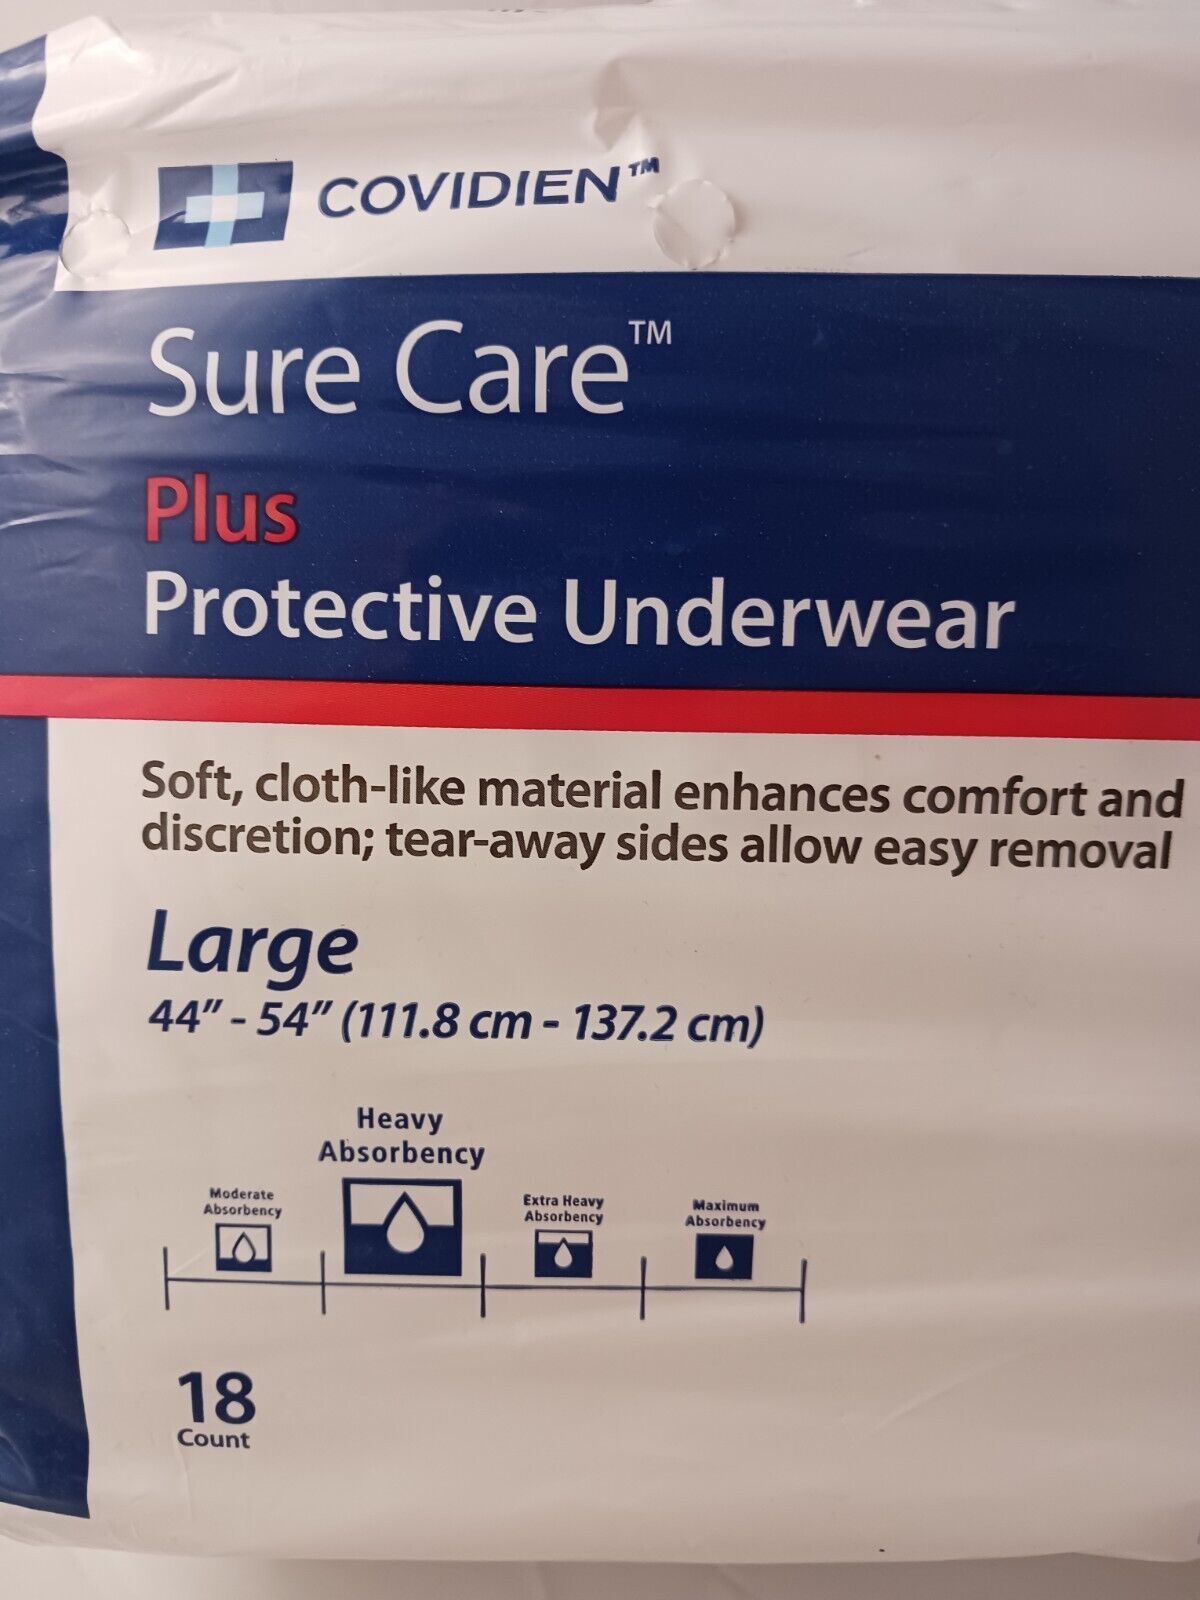 COVIDIEN™
Sure Care™
Plus
Protective Underwear
Soft, cloth-like material enhances comfort and
discretion; tear-away sides allow easy removal
Large
44" - 54" (111.8 cm - 137.2 cm)
Heavy
Absorbency
Moderate
Absorbency
Extra Heavy
Absorbency
Maximum
Absorbency
18
Count